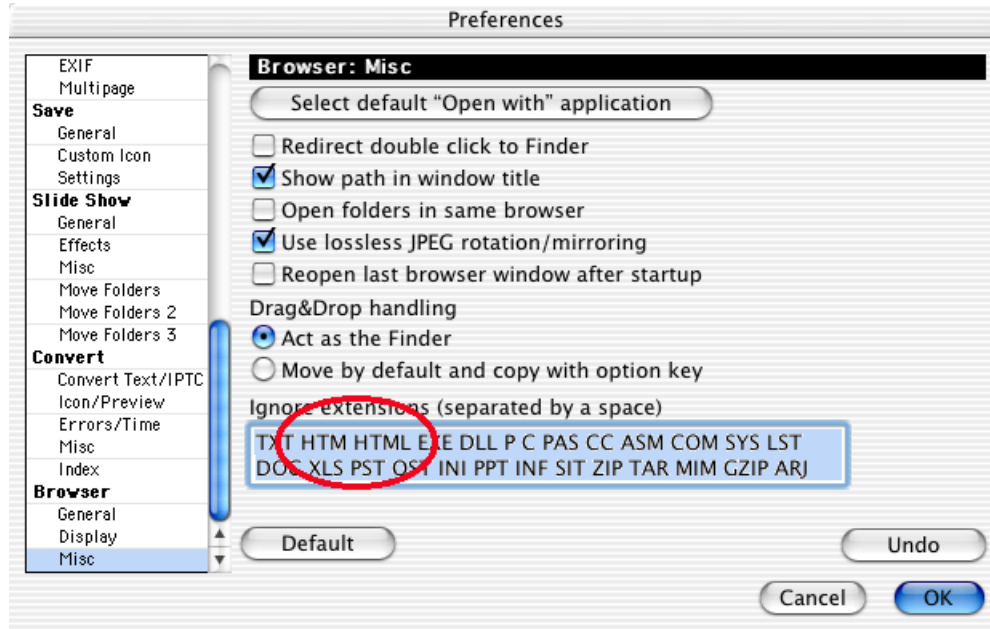 Preferences
EXIF
Multipage
Save
General
Custom Icon
Settings
Slide Show
General
Effects
Misc
Move Folders
Move Folders 2
Move Folders 3
Convert
Convert Text/IPTC
Icon/Preview
Errors/Time
Misc
Index
Browser
General
Display
Misc
Browser: Misc
Select default “Open with” application
Redirect double click to Finder
Show path in window title
Open folders in same browser
Use lossless JPEG rotation/mirroring
Reopen last browser window after startup
Drag&Drop handling
Act as the Finder
Move by default and copy with option key
Ignore extensions (separated by a space)
TXT HTM HTML EXE DLL P C PAS CC ASM COM SYS LST
DOC XLS PST QST INI PPT INF SIT ZIP TAR MIM GZIP ARJ
Default
Undo
Cancel
OK